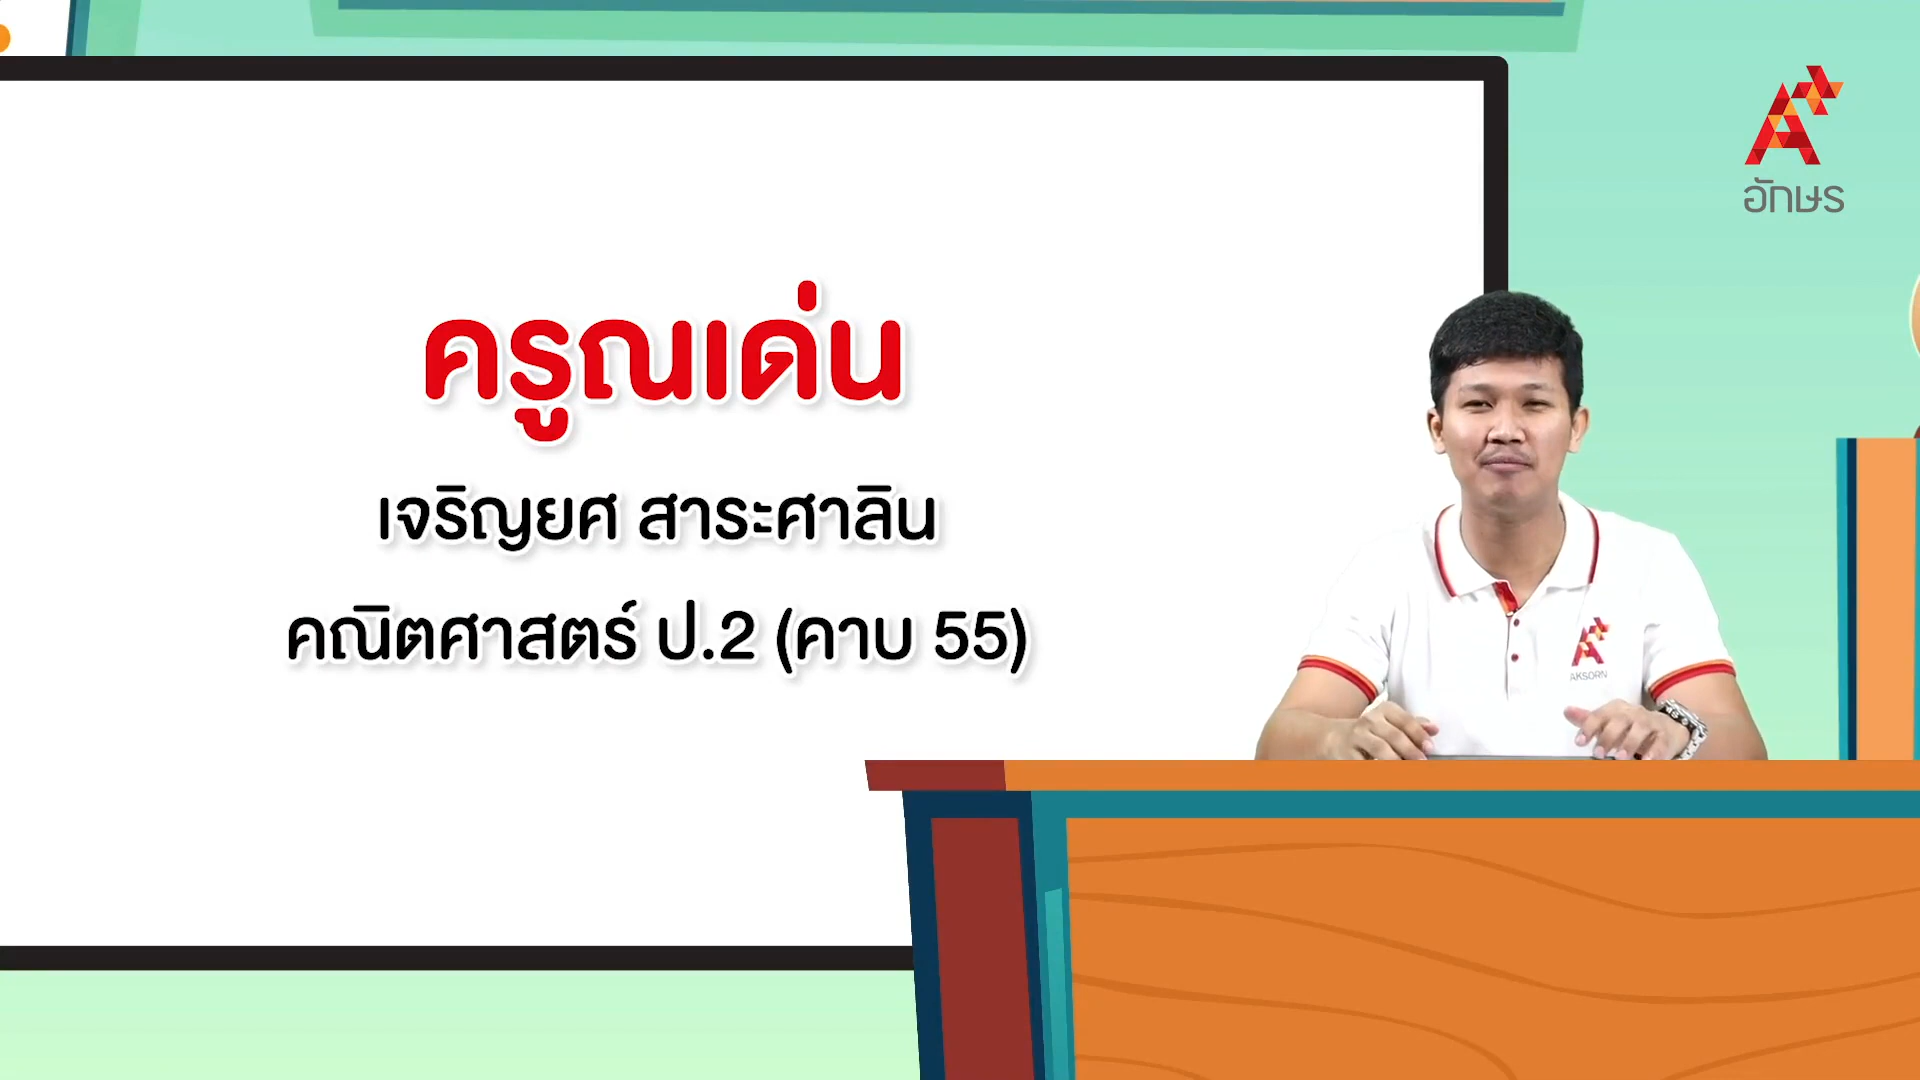 อักษร
ครูณเด่น
เจริญยศ สาระศาลิน
คณิตศาสตร์ ป.2 (คาบ 55)
AKSORN